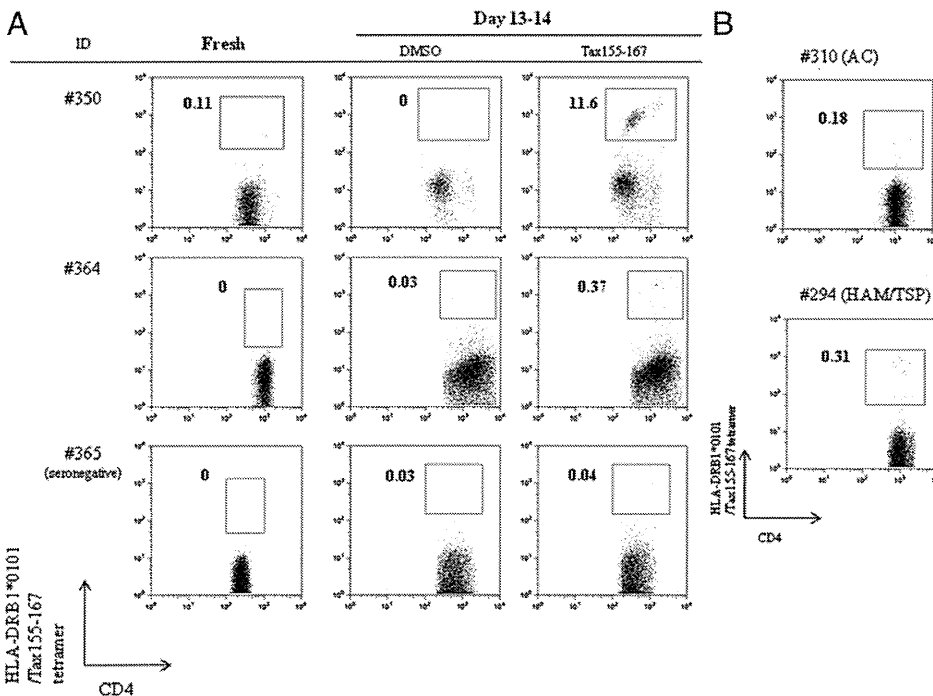 A
ID
Fresh
Day 13-14
DMSO
Tax155-167
#350
0.11
0
11.6
#364
0
0.03
0.37
#365
(seronegative)
0
0.03
0.04
HLA-DRB1*0101
/Tax155-167
tetramer
CD4
B
#310 (AC)
0.18
#294 (HAM/TSP)
0.31
HLA-DRB1*0101
/Tax155-167 tetramer
CD4